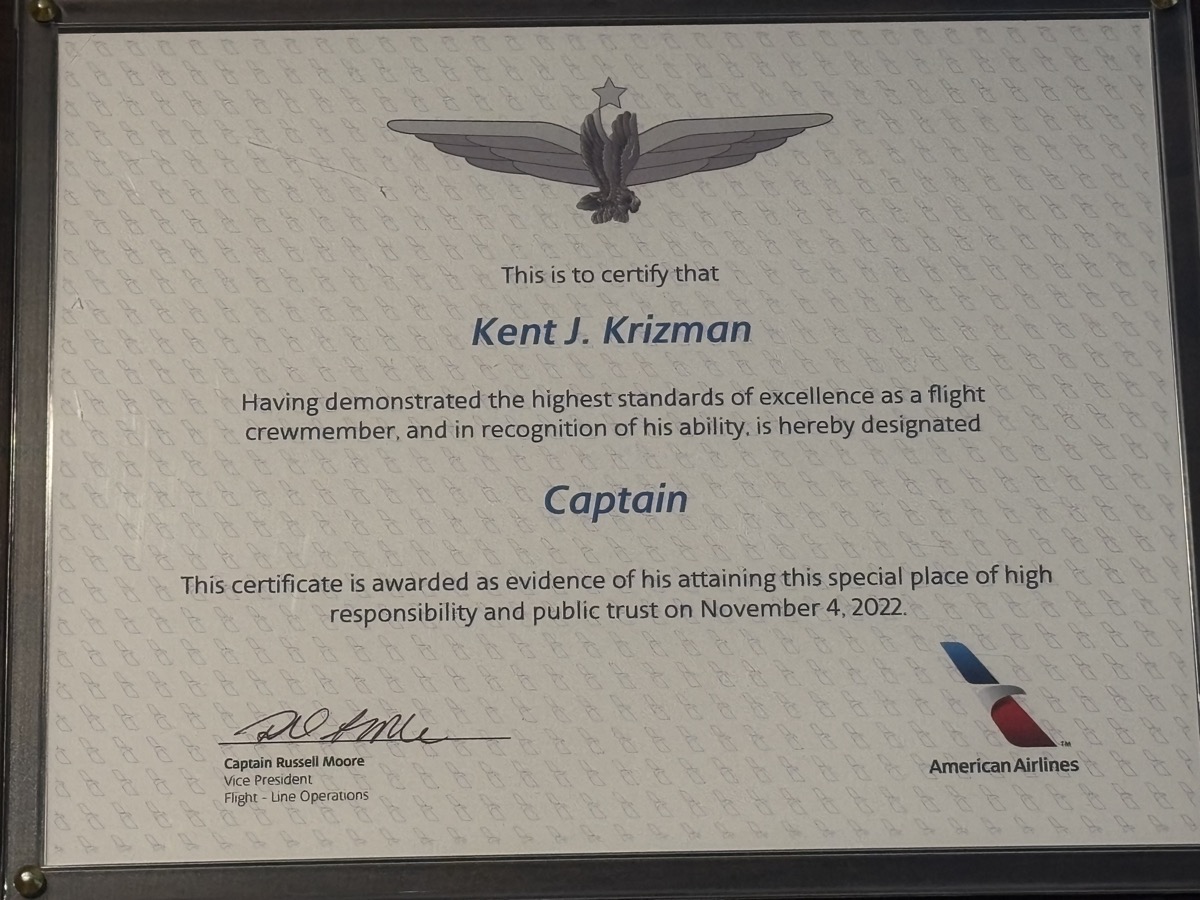 This is to certify that
Kent J. Krizman
Having demonstrated the highest standards of excellence as a flight
crewmember, and in recognition of his ability, is hereby designated
Captain
This certificate is awarded as evidence of his attaining this special place of high
responsibility and public trust on November 4, 2022.
Captain Russell Moore
Vice President
Flight - Line Operations
TM
American Airlines